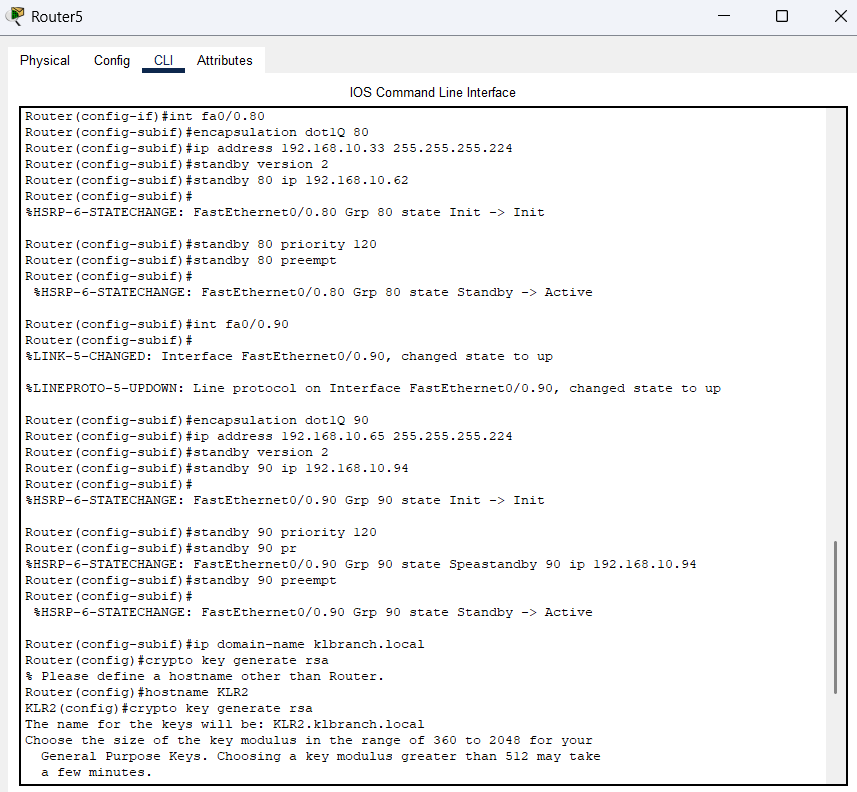 Router5
Physical Config CLI Attributes
IOS Command Line Interface
Router(config-if)#int fa0/0.80
Router(config-subif)#encapsulation dot1Q 80
Router(config-subif)#ip address 192.168.10.33 255.255.255.224
Router(config-subif)#standby version 2
Router(config-subif)#standby 80 ip 192.168.10.62
Router(config-subif)#
%HSRP-6-STATECHANGE: FastEthernet0/0.80 Grp 80 state Init -> Init
Router(config-subif)#standby 80 priority 120
Router(config-subif)#standby 80 preempt
Router(config-subif)#
%HSRP-6-STATECHANGE: FastEthernet0/0.80 Grp 80 state Standby -> Active
Router(config-subif)#int fa0/0.90
Router(config-subif)#
%LINK-5-CHANGED: Interface FastEthernet0/0.90, changed state to up
%LINEPROTO-5-UPDOWN: Line protocol on Interface FastEthernet0/0.90, changed state to up
Router(config-subif)#encapsulation dot1Q 90
Router(config-subif)#ip address 192.168.10.65 255.255.255.224
Router(config-subif)#standby version 2
Router(config-subif)#standby 90 ip 192.168.10.94
Router(config-subif)#
%HSRP-6-STATECHANGE: FastEthernet0/0.90 Grp 90 state Init -> Init
Router(config-subif)#standby 90 priority 120
Router(config-subif)#standby 90 pr
%HSRP-6-STATECHANGE: FastEthernet0/0.90 Grp 90 state Speastandby 90 ip 192.168.10.94
Router(config-subif)#standby 90 preempt
Router(config-subif)#
%HSRP-6-STATECHANGE: FastEthernet0/0.90 Grp 90 state Standby -> Active
Router(config-subif)#ip domain-name klbranch.local
Router(config)#crypto key generate rsa
% Please define a hostname other than Router.
Router(config)#hostname KLR2
KLR2(config)#crypto key generate rsa
The name for the keys will be: KLR2.klbranch.local
Choose the size of the key modulus in the range of 360 to 2048 for your
General Purpose Keys. Choosing a key modulus greater than 512 may take
a few minutes.